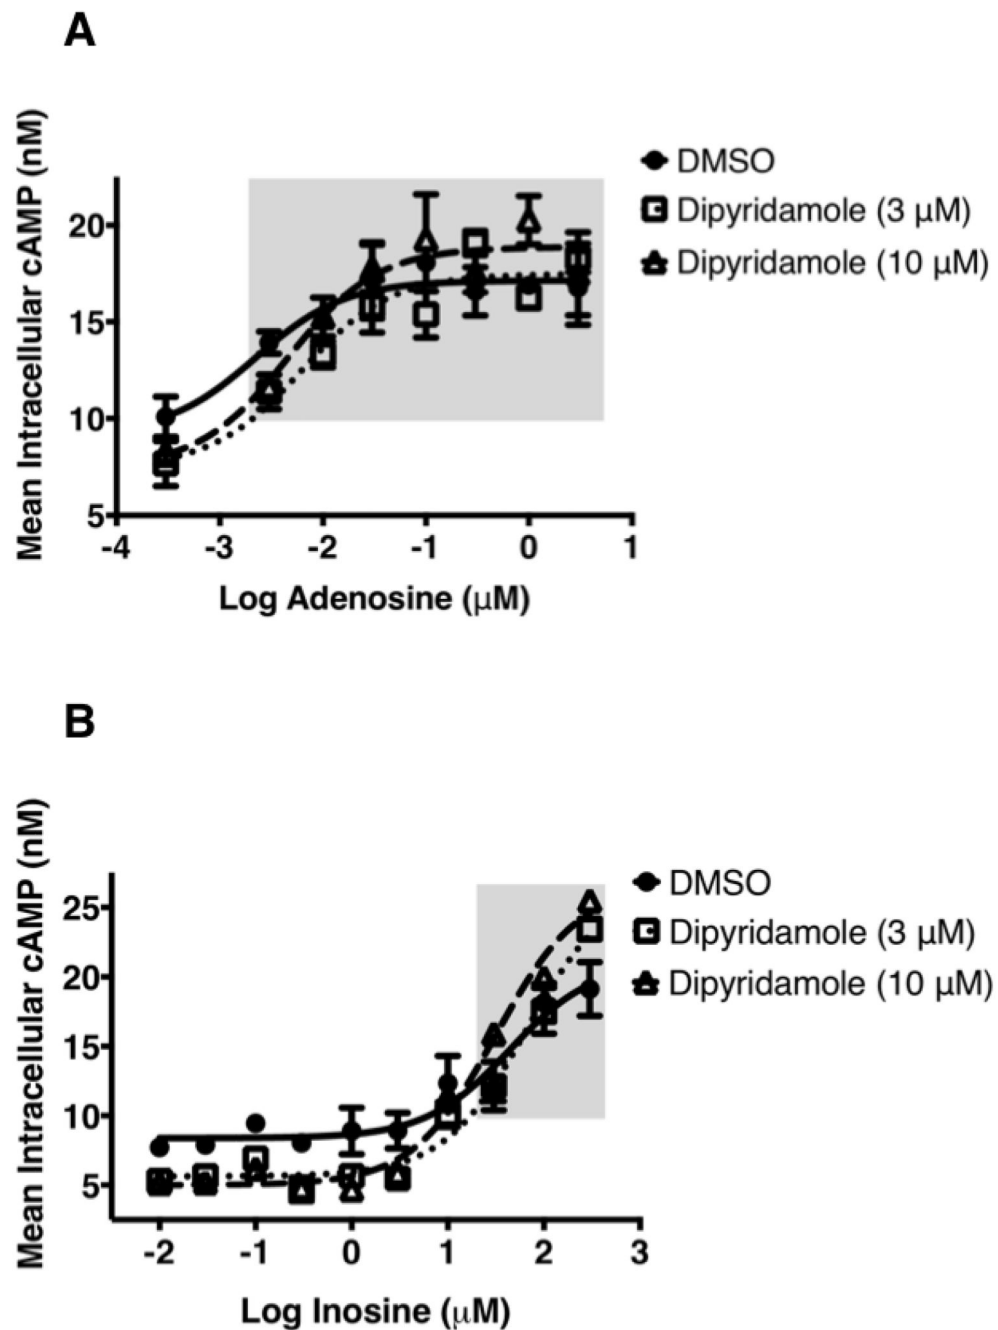 A
Mean Intracellular cAMP (nM)
20
15
10
5
-4 -3 -2 -1 0 1
Log Adenosine (µM)
DMSO
Dipyridamole (3 µM)
Dipyridamole (10 µM)
B
Mean Intracellular cAMP (nM)
25
20
15
10
5
-2 -1 0 1 2 3
Log Inosine (µM)
DMSO
Dipyridamole (3 µM)
Dipyridamole (10 µM)